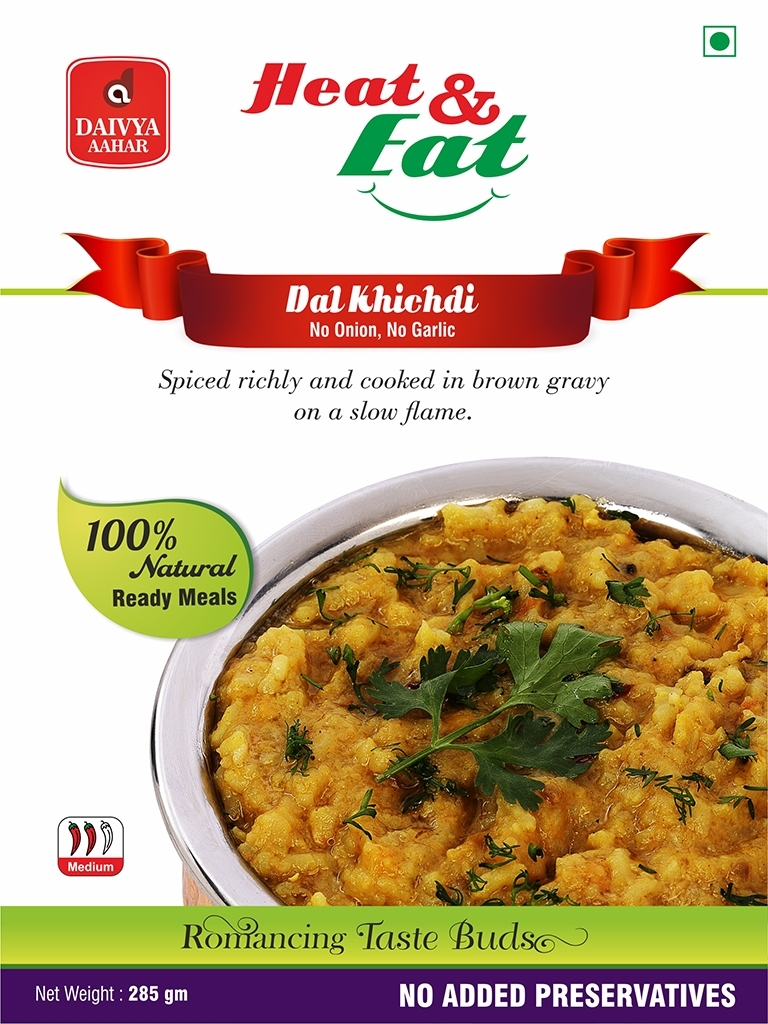 DAIVYA
AAHAR
Heat &
Eat
Dal Khichdi
No Onion, No Garlic
Spiced richly and cooked in brown gravy
on a slow flame.
100%
Natural
Ready Meals
Medium
Romancing Taste Buds
Net Weight : 285 gm
NO ADDED PRESERVATIVES